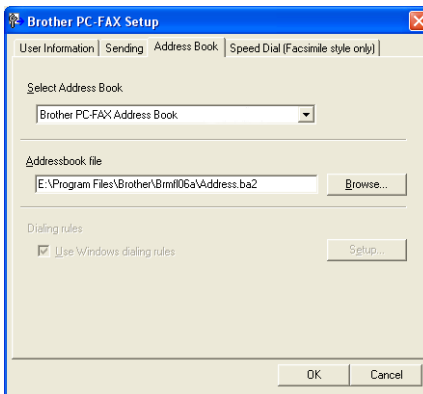 Brother PC-FAX Setup
User Information Sending Address Book Speed Dial (Facsimile style only)
Select Address Book
Brother PC-FAX Address Book
Addressbook file
E:\Program Files\Brother\Brmfl06a\Address.ba2 Browse...
Dialing rules
Use Windows dialing rules Setup...
OK Cancel